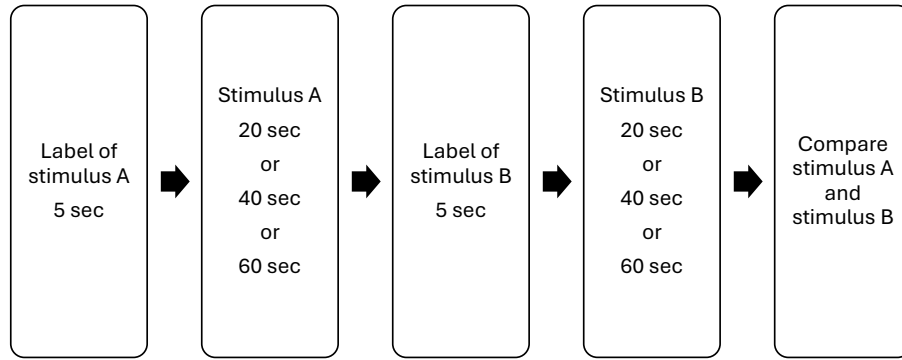 Label of
stimulus A
5 sec
Stimulus A
20 sec
or
40 sec
or
60 sec
Label of
stimulus B
5 sec
Stimulus B
20 sec
or
40 sec
or
60 sec
Compare
stimulus A
and
stimulus B